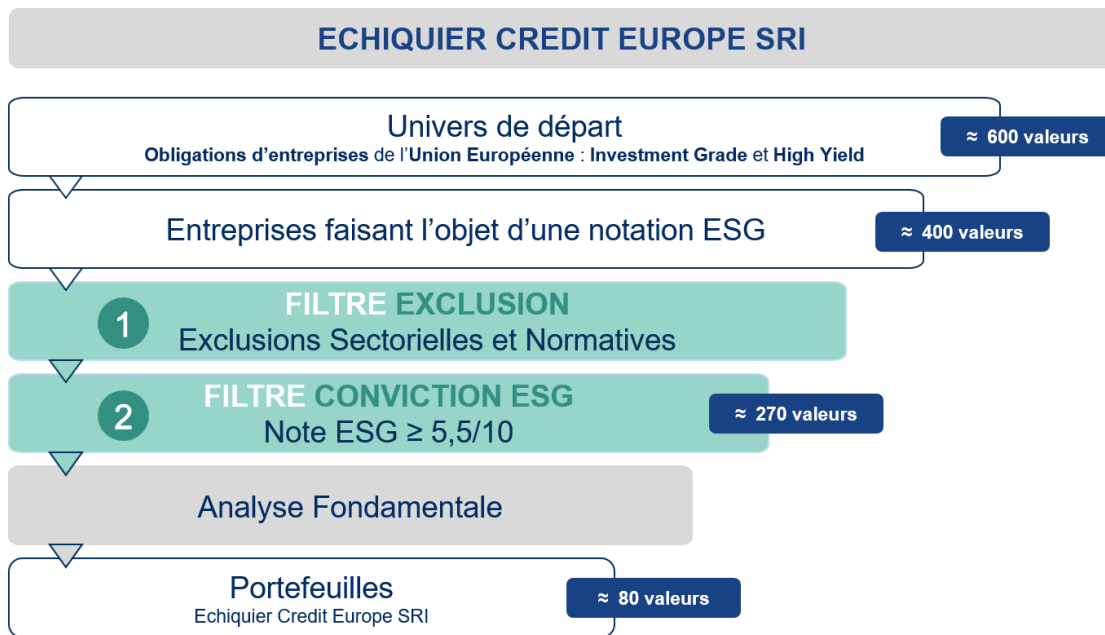 ECHIQUIER CREDIT EUROPE SRI
Univers de départ
Obligations d’entreprises de l’Union Européenne : Investment Grade et High Yield
≈ 600 valeurs
Entreprises faisant l’objet d’une notation ESG
≈ 400 valeurs
1
FILTRE EXCLUSION
Exclusions Sectorielles et Normatives
2
FILTRE CONVICTION ESG
Note ESG ≥ 5,5/10
≈ 270 valeurs
Analyse Fondamentale
Portefeuilles
Echiquier Credit Europe SRI
≈ 80 valeurs